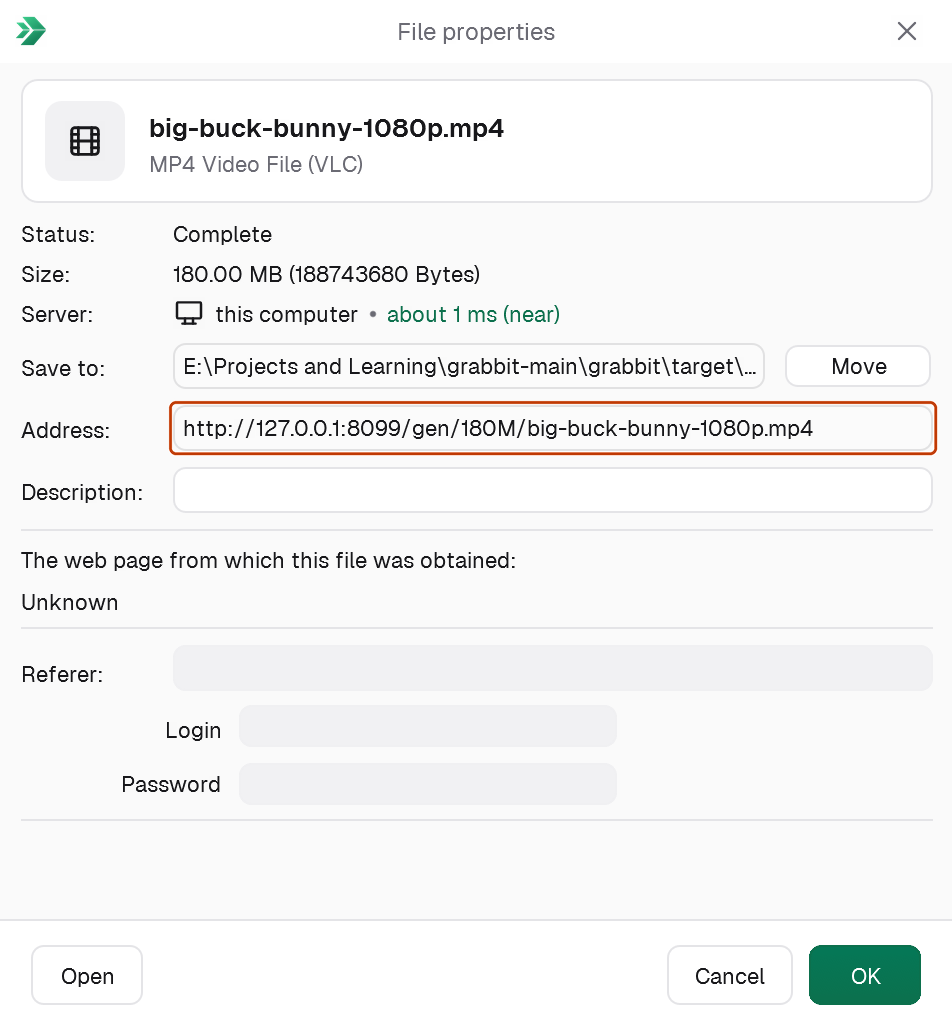 File properties
big-buck-bunny-1080p.mp4
MP4 Video File (VLC)
Status: Complete
Size: 180.00 MB (188743680 Bytes)
Server: this computer • about 1 ms (near)
Save to: E:\Projects and Learning\grabbit-main\grabbit\target\... Move
Address: http://127.0.0.1:8099/gen/180M/big-buck-bunny-1080p.mp4
Description:
The web page from which this file was obtained:
Unknown
Referer:
Login
Password
Open Cancel OK